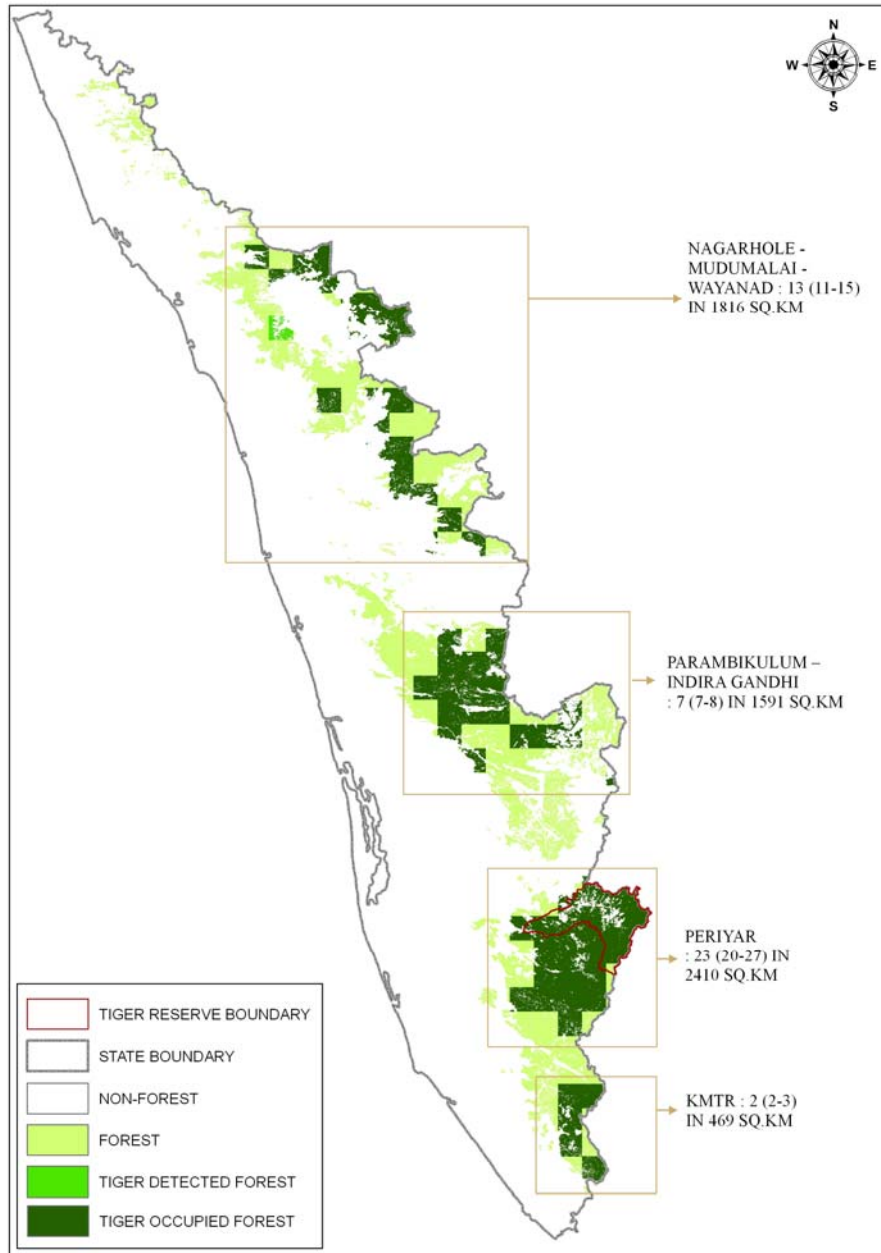 N
W
E
S
NAGARHOLE -
MUDUMALAI -
WAYANAD : 13 (11-15)
IN 1816 SQ.KM
PARAMBIKULUM –
INDIRA GANDHI
: 7 (7-8) IN 1591 SQ.KM
PERIYAR
: 23 (20-27) IN
2410 SQ.KM
KMTR : 2 (2-3)
IN 469 SQ.KM
TIGER RESERVE BOUNDARY
STATE BOUNDARY
NON-FOREST
FOREST
TIGER DETECTED FOREST
TIGER OCCUPIED FOREST